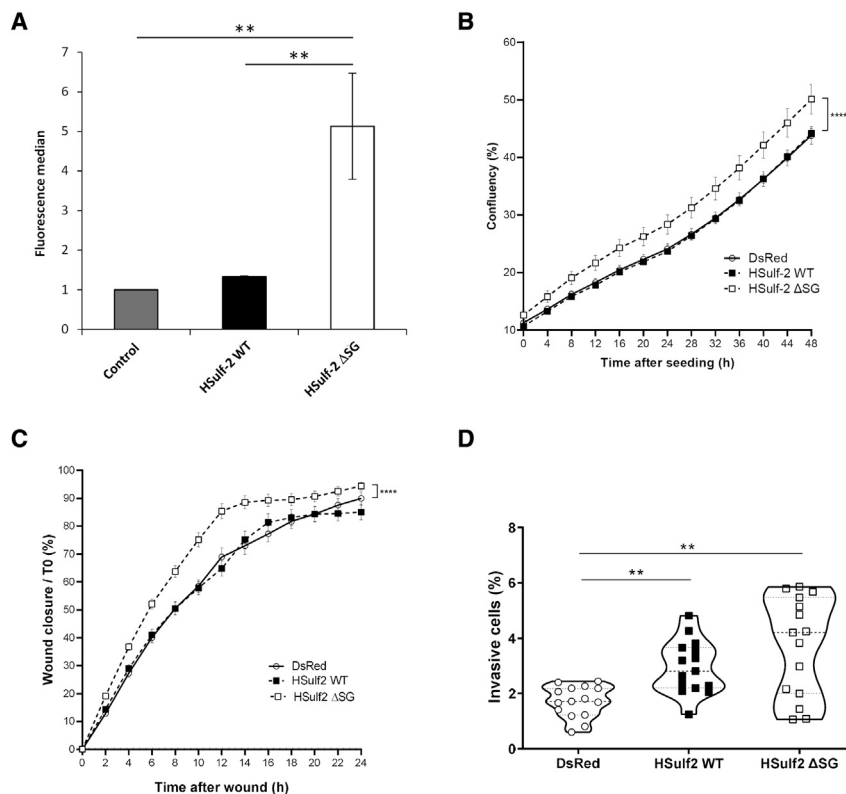 A
**
**
7
6
5
4
3
2
1
0
Fluorescence median
Control
HSulf-2 WT
HSulf-2 ΔSG
B
60
50
40
30
20
10
Confluency (%)
****
DsRed
HSulf-2 WT
HSulf-2 ΔSG
0 4 8 12 16 20 24 28 32 36 40 44 48
Time after seeding (h)
C
100
90
80
70
60
50
40
30
20
10
0
Wound closure / T0 (%)
****
DsRed
HSulf2 WT
HSulf2 ΔSG
0 2 4 6 8 10 12 14 16 18 20 22 24
Time after wound (h)
D
8
6
4
2
0
Invasive cells (%)
**
**
DsRed HSulf2 WT HSulf2 ΔSG